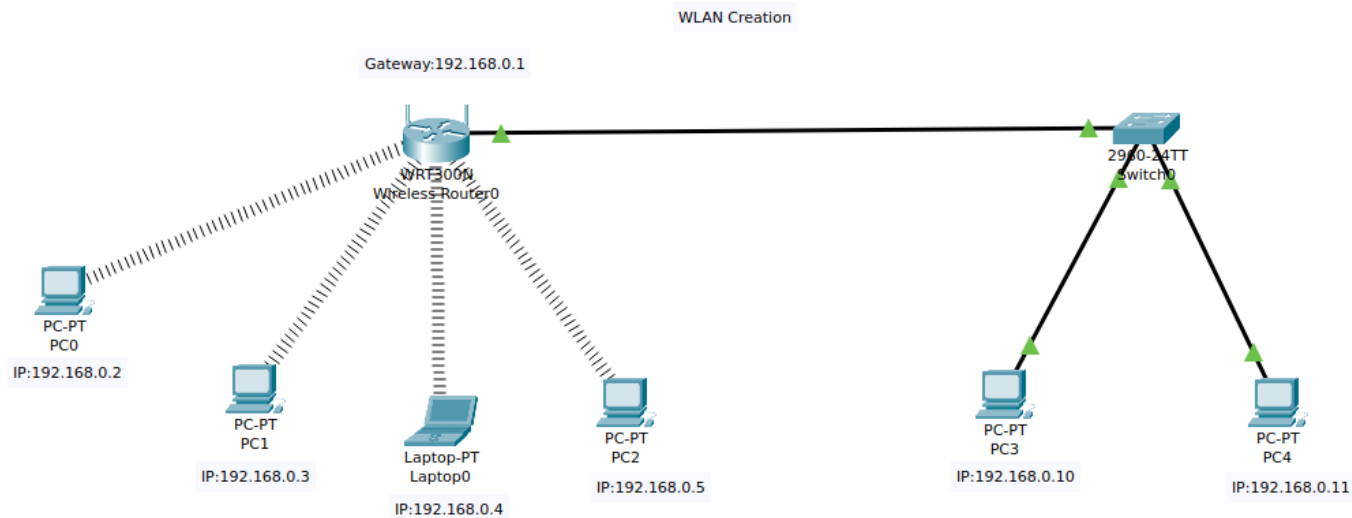 WLAN Creation
Gateway:192.168.0.1
WRT300N
Wireless Router0
2960-24TT
Switch0
PC-PT
PC0
IP:192.168.0.2
PC-PT
PC1
IP:192.168.0.3
Laptop-PT
Laptop0
IP:192.168.0.4
PC-PT
PC2
IP:192.168.0.5
PC-PT
PC3
IP:192.168.0.10
PC-PT
PC4
IP:192.168.0.11